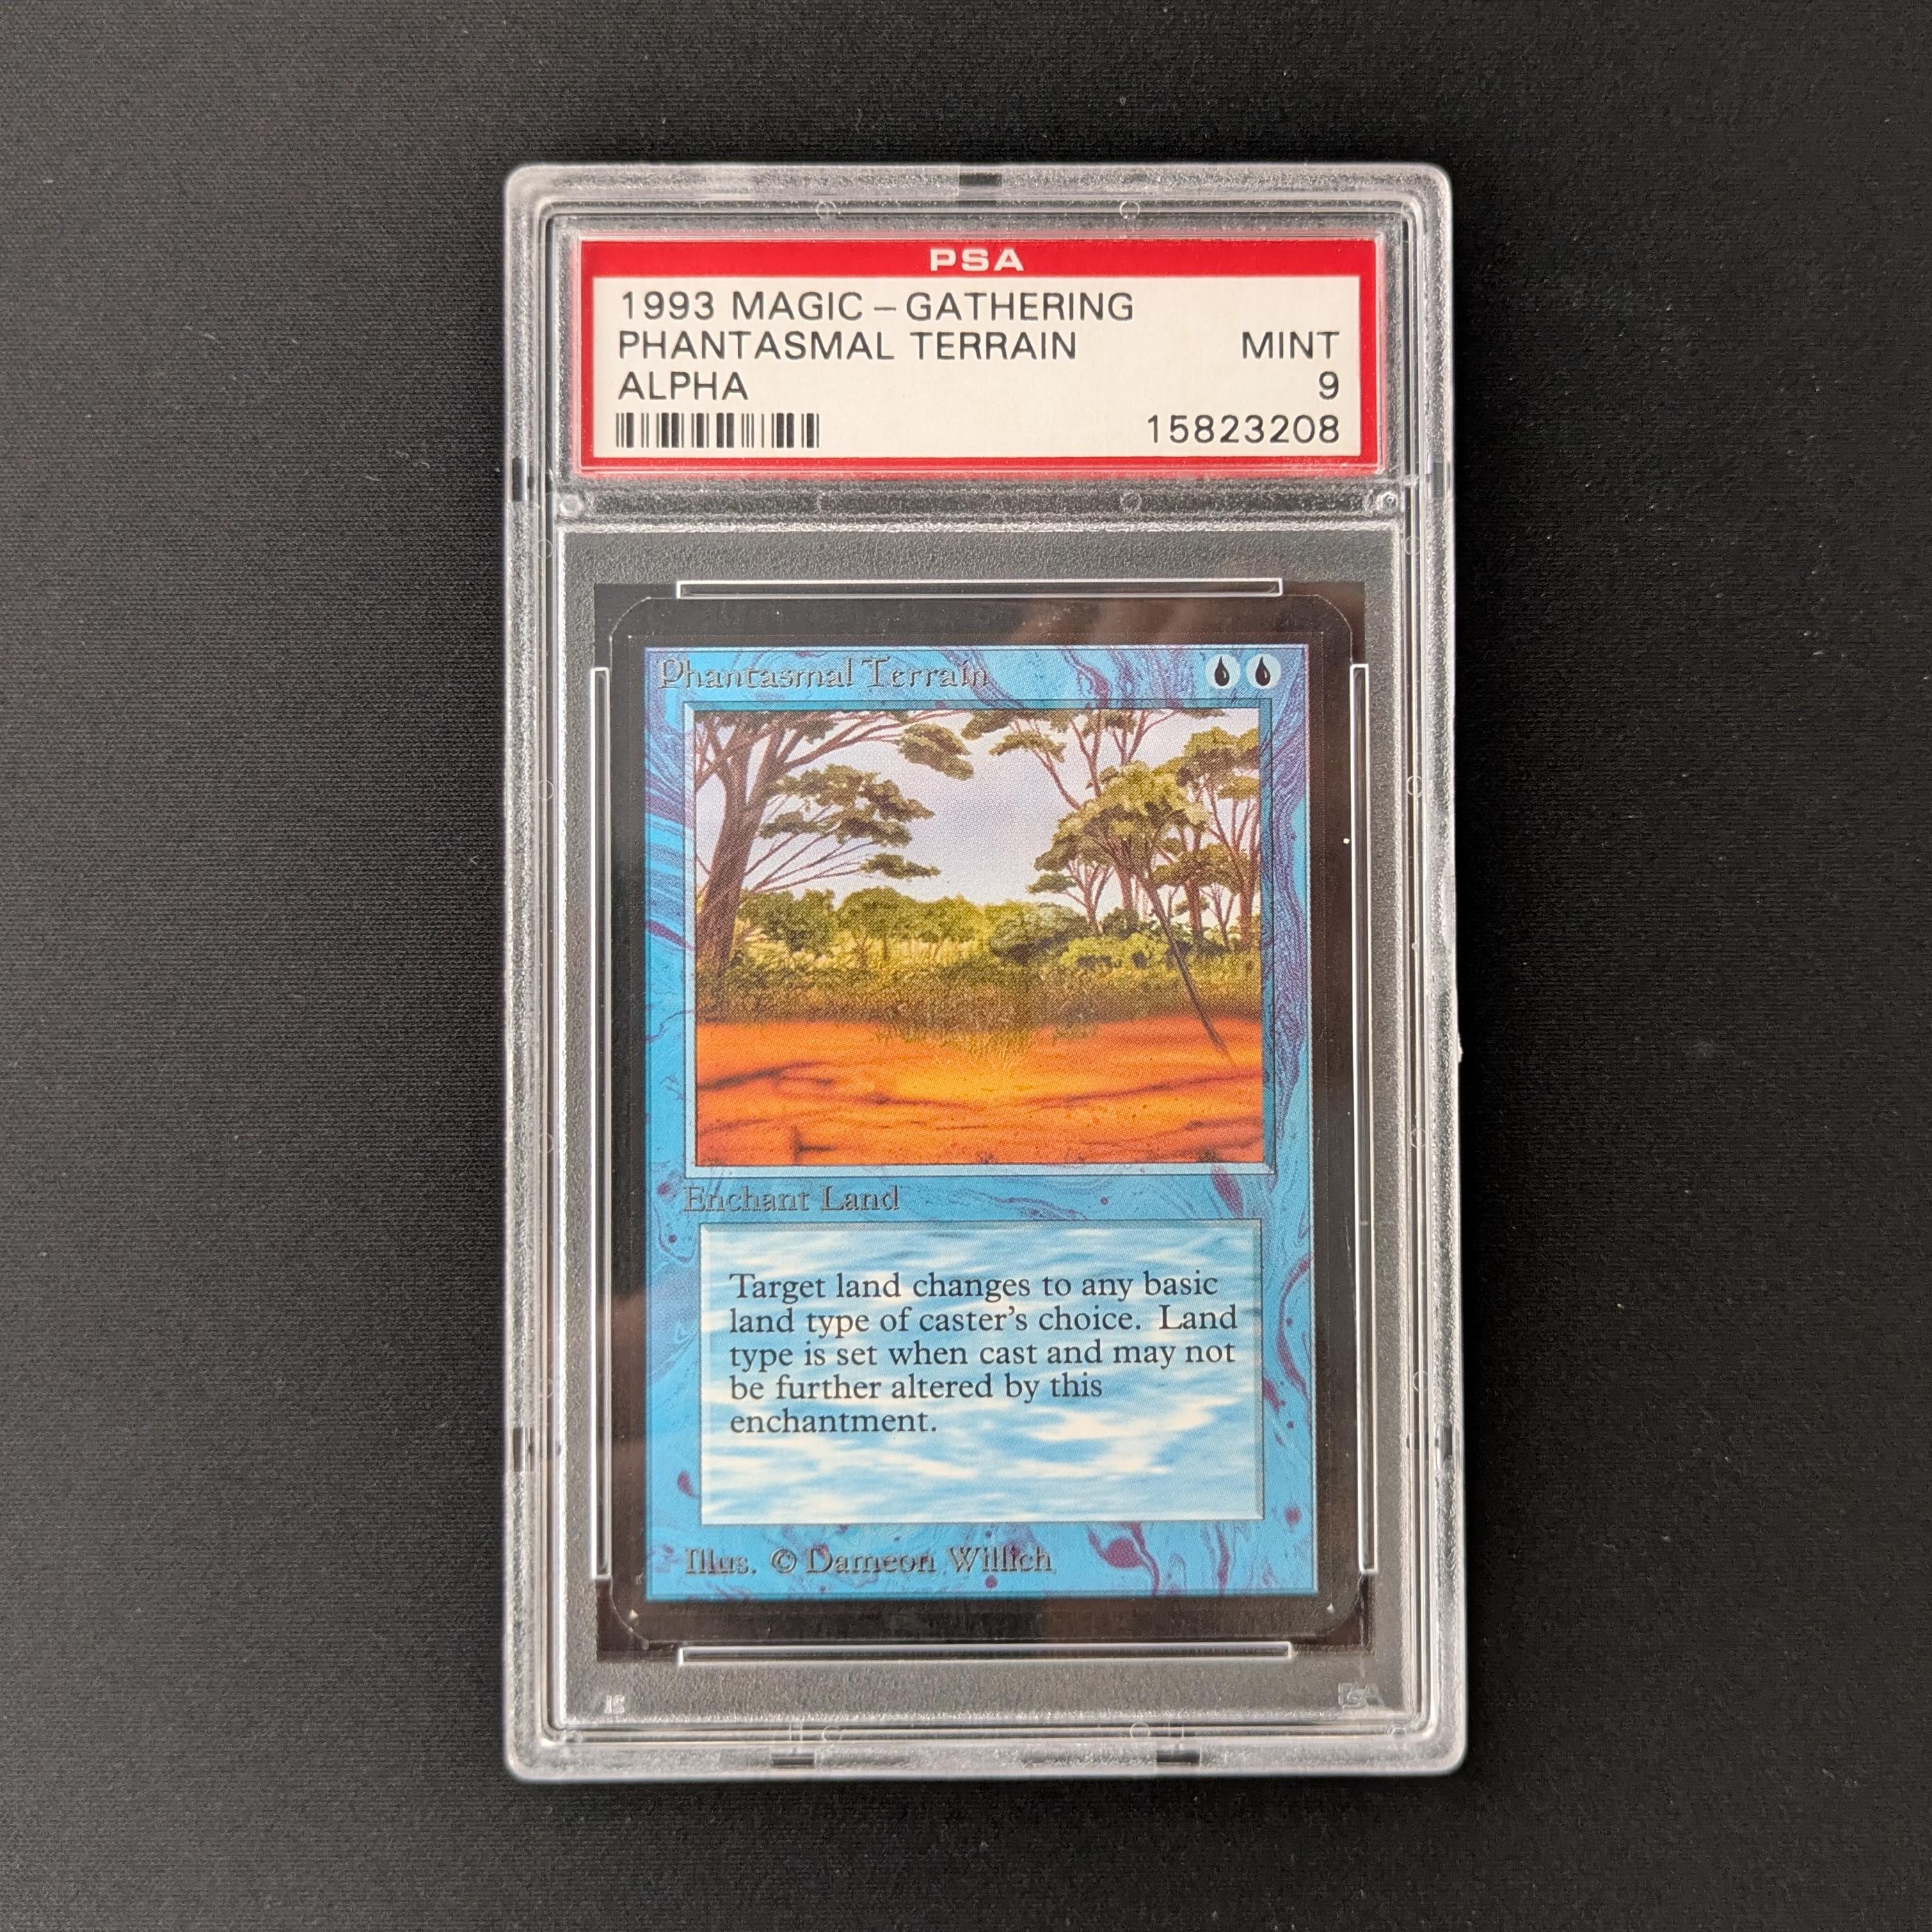 PSA
1993 MAGIC - GATHERING
PHANTASMAL TERRAIN MINT
ALPHA 9
15823208
Phantasmal Terrain
Enchant Land
Target land changes to any basic
land type of caster's choice. Land
type is set when cast and may not
be further altered by this
enchantment.
Illus. © Dameon Willich